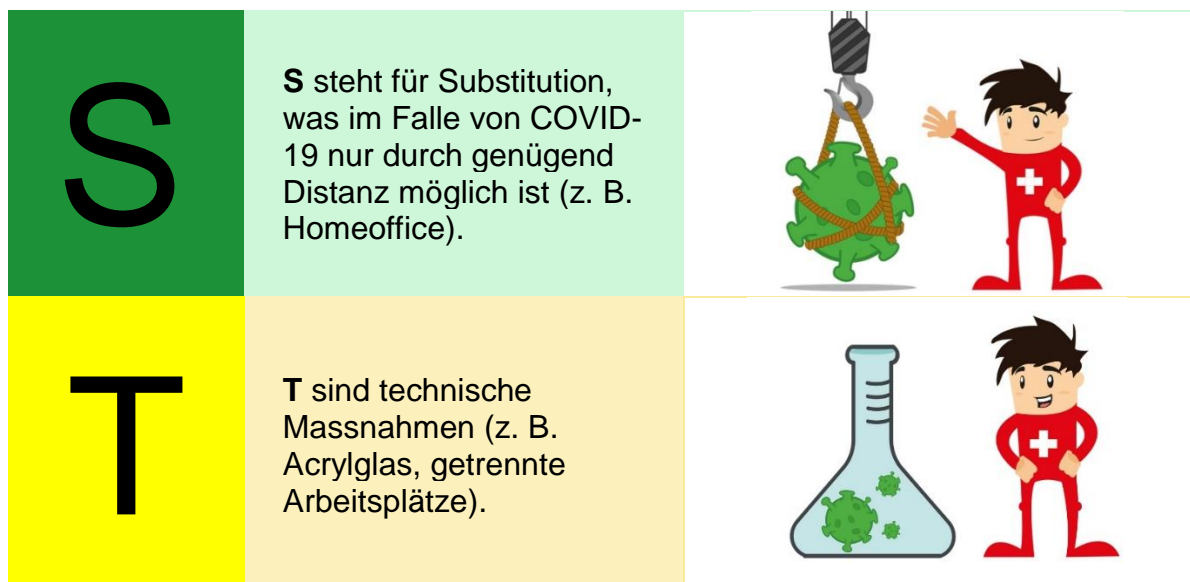 S
S steht für Substitution,
was im Falle von COVID-
19 nur durch genügend
Distanz möglich ist (z. B.
Homeoffice).
T
T sind technische
Massnahmen (z. B.
Acrylglas, getrennte
Arbeitsplätze).